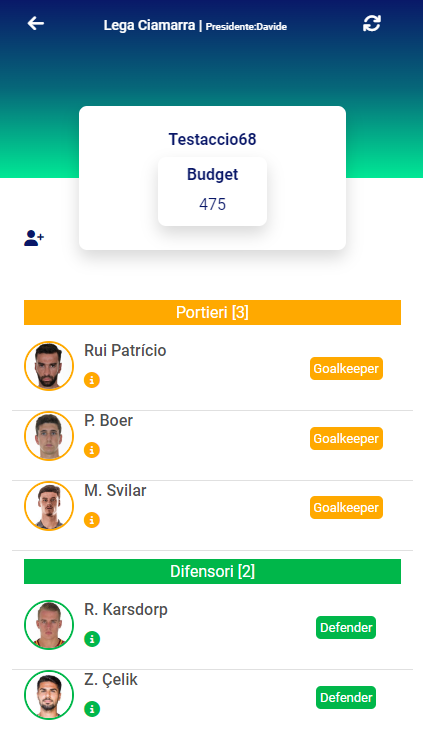 Lega Ciamarra | Presidente:Davide
Testaccio68
Budget
475
Portieri [3]
Rui Patrício
Goalkeeper
P. Boer
Goalkeeper
M. Svilar
Goalkeeper
Difensori [2]
R. Karsdorp
Defender
Z. Çelik
Defender